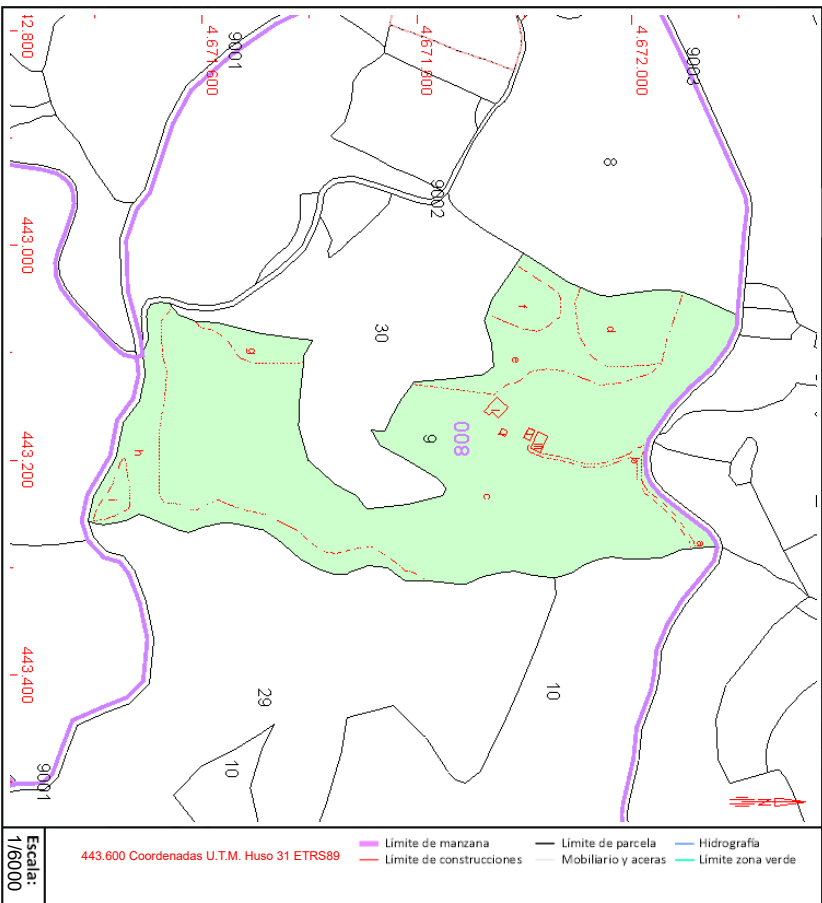 42.800
9001
4.671.600
4.671.800
4.672.000
9003
8
9002
443.000
30
f
d
e
g
9
008
c
b
a
443.200
h
i
10
443.400
29
10
9001
N
Escala:
1/6000
443.600 Coordenadas U.T.M. Huso 31 ETRS89
Límite de manzana
Límite de construcciones
Límite de parcela
Mobiliario y aceras
Hidrografía
Límite zona verde